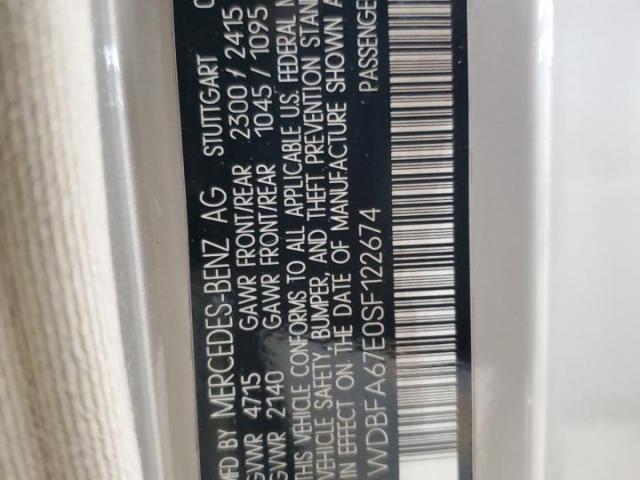 MFD BY MERCEDES-BENZ AG STUTTGART
GVWR 4715 GAWR FRONT/REAR 2300/ 2415
GVWR 2140 GAWR FRONT/REAR 1045 / 1095
THIS VEHICLE CONFORMS TO ALL APPLICABLE U.S. FEDERAL
VEHICLE SAFETY, BUMPER, AND THEFT PREVENTION STAN
IN EFFECT ON THE DATE OF MANUFACTURE SHOWN A
WDBFA67E0SF122674 PASSENGE